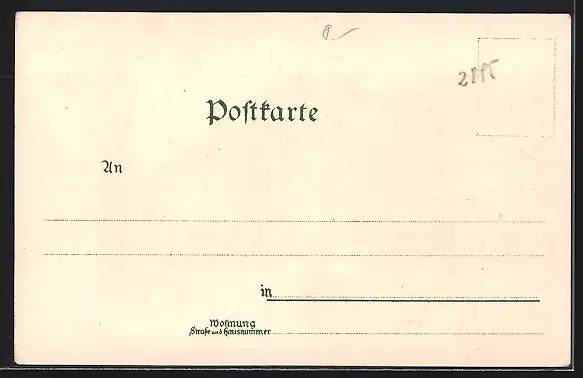 Postkarte
An
in
Wohnung
Straße und Hausnummer